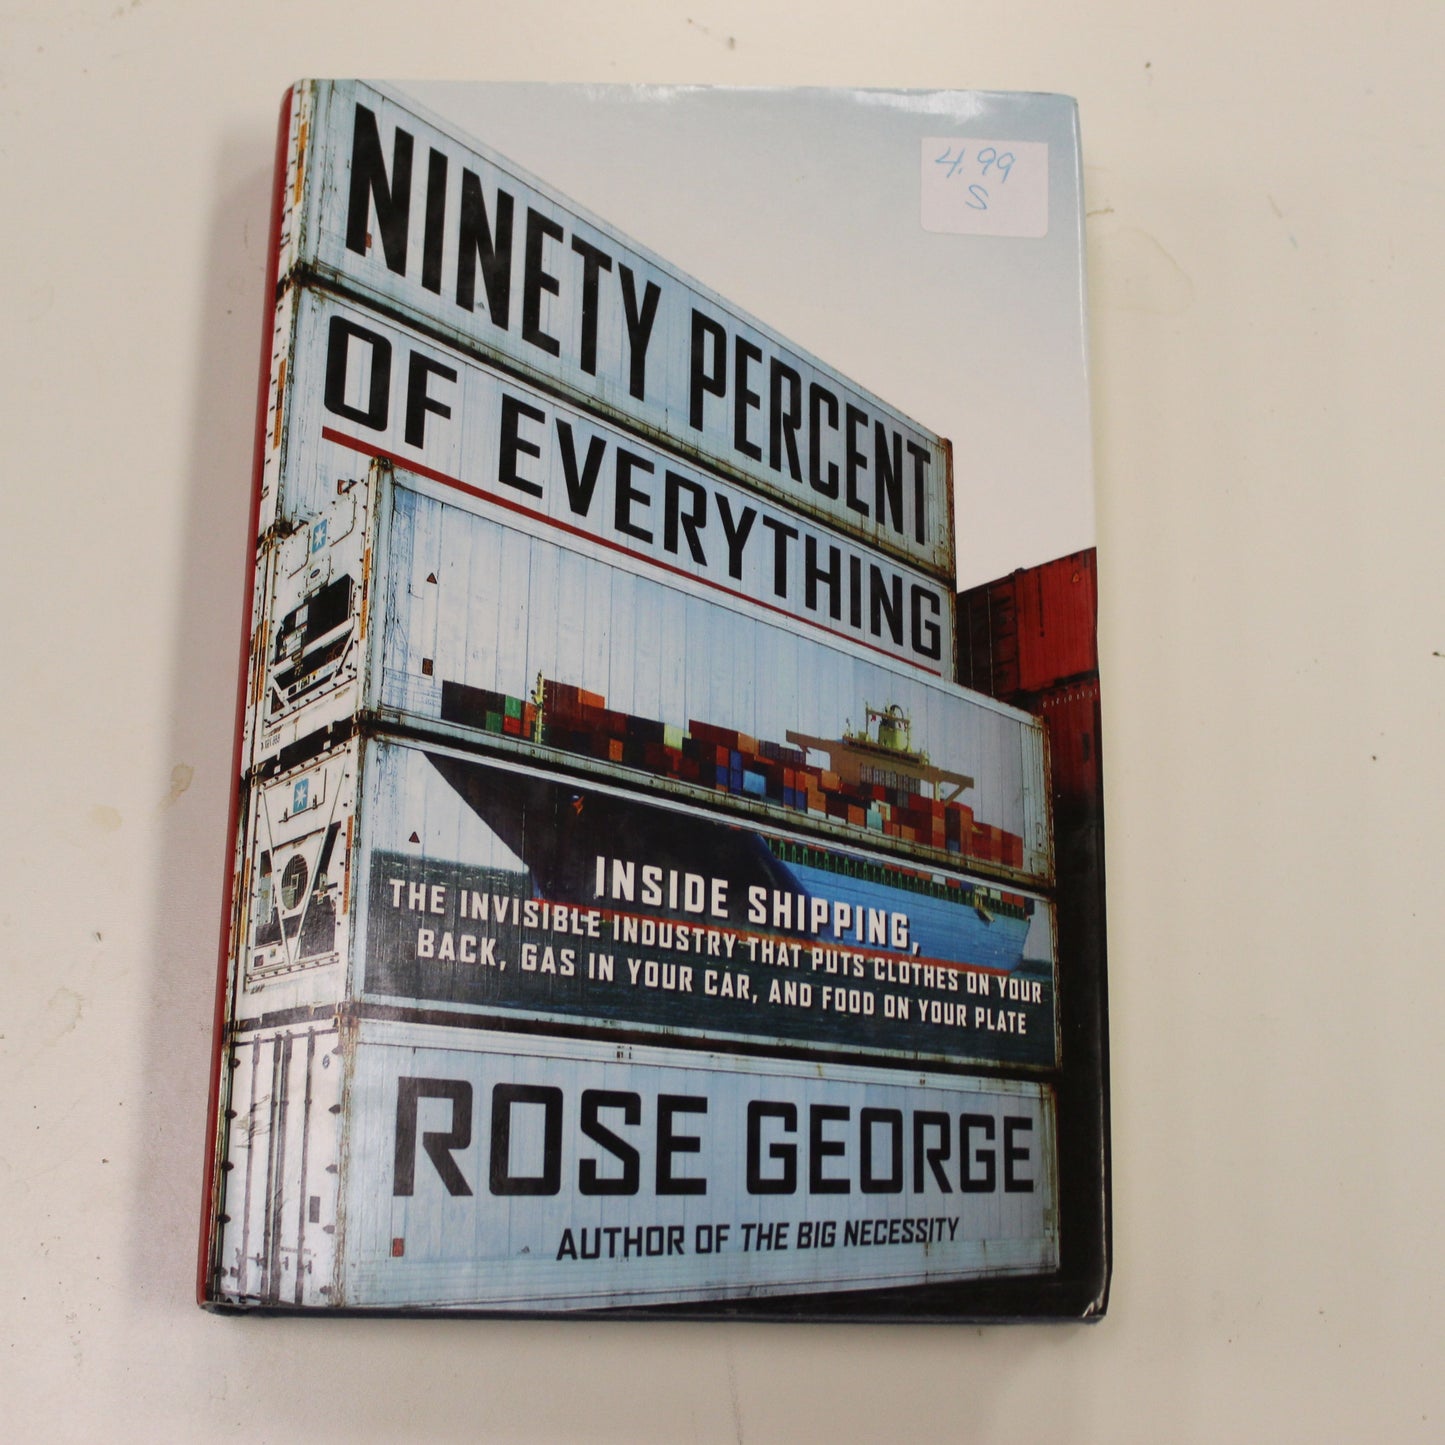 4.99
S
NINETY PERCENT
OF EVERYTHING
INSIDE SHIPPING,
THE INVISIBLE INDUSTRY THAT PUTS CLOTHES ON YOUR
BACK, GAS IN YOUR CAR, AND FOOD ON YOUR PLATE
6
ROSE GEORGE
AUTHOR OF THE BIG NECESSITY